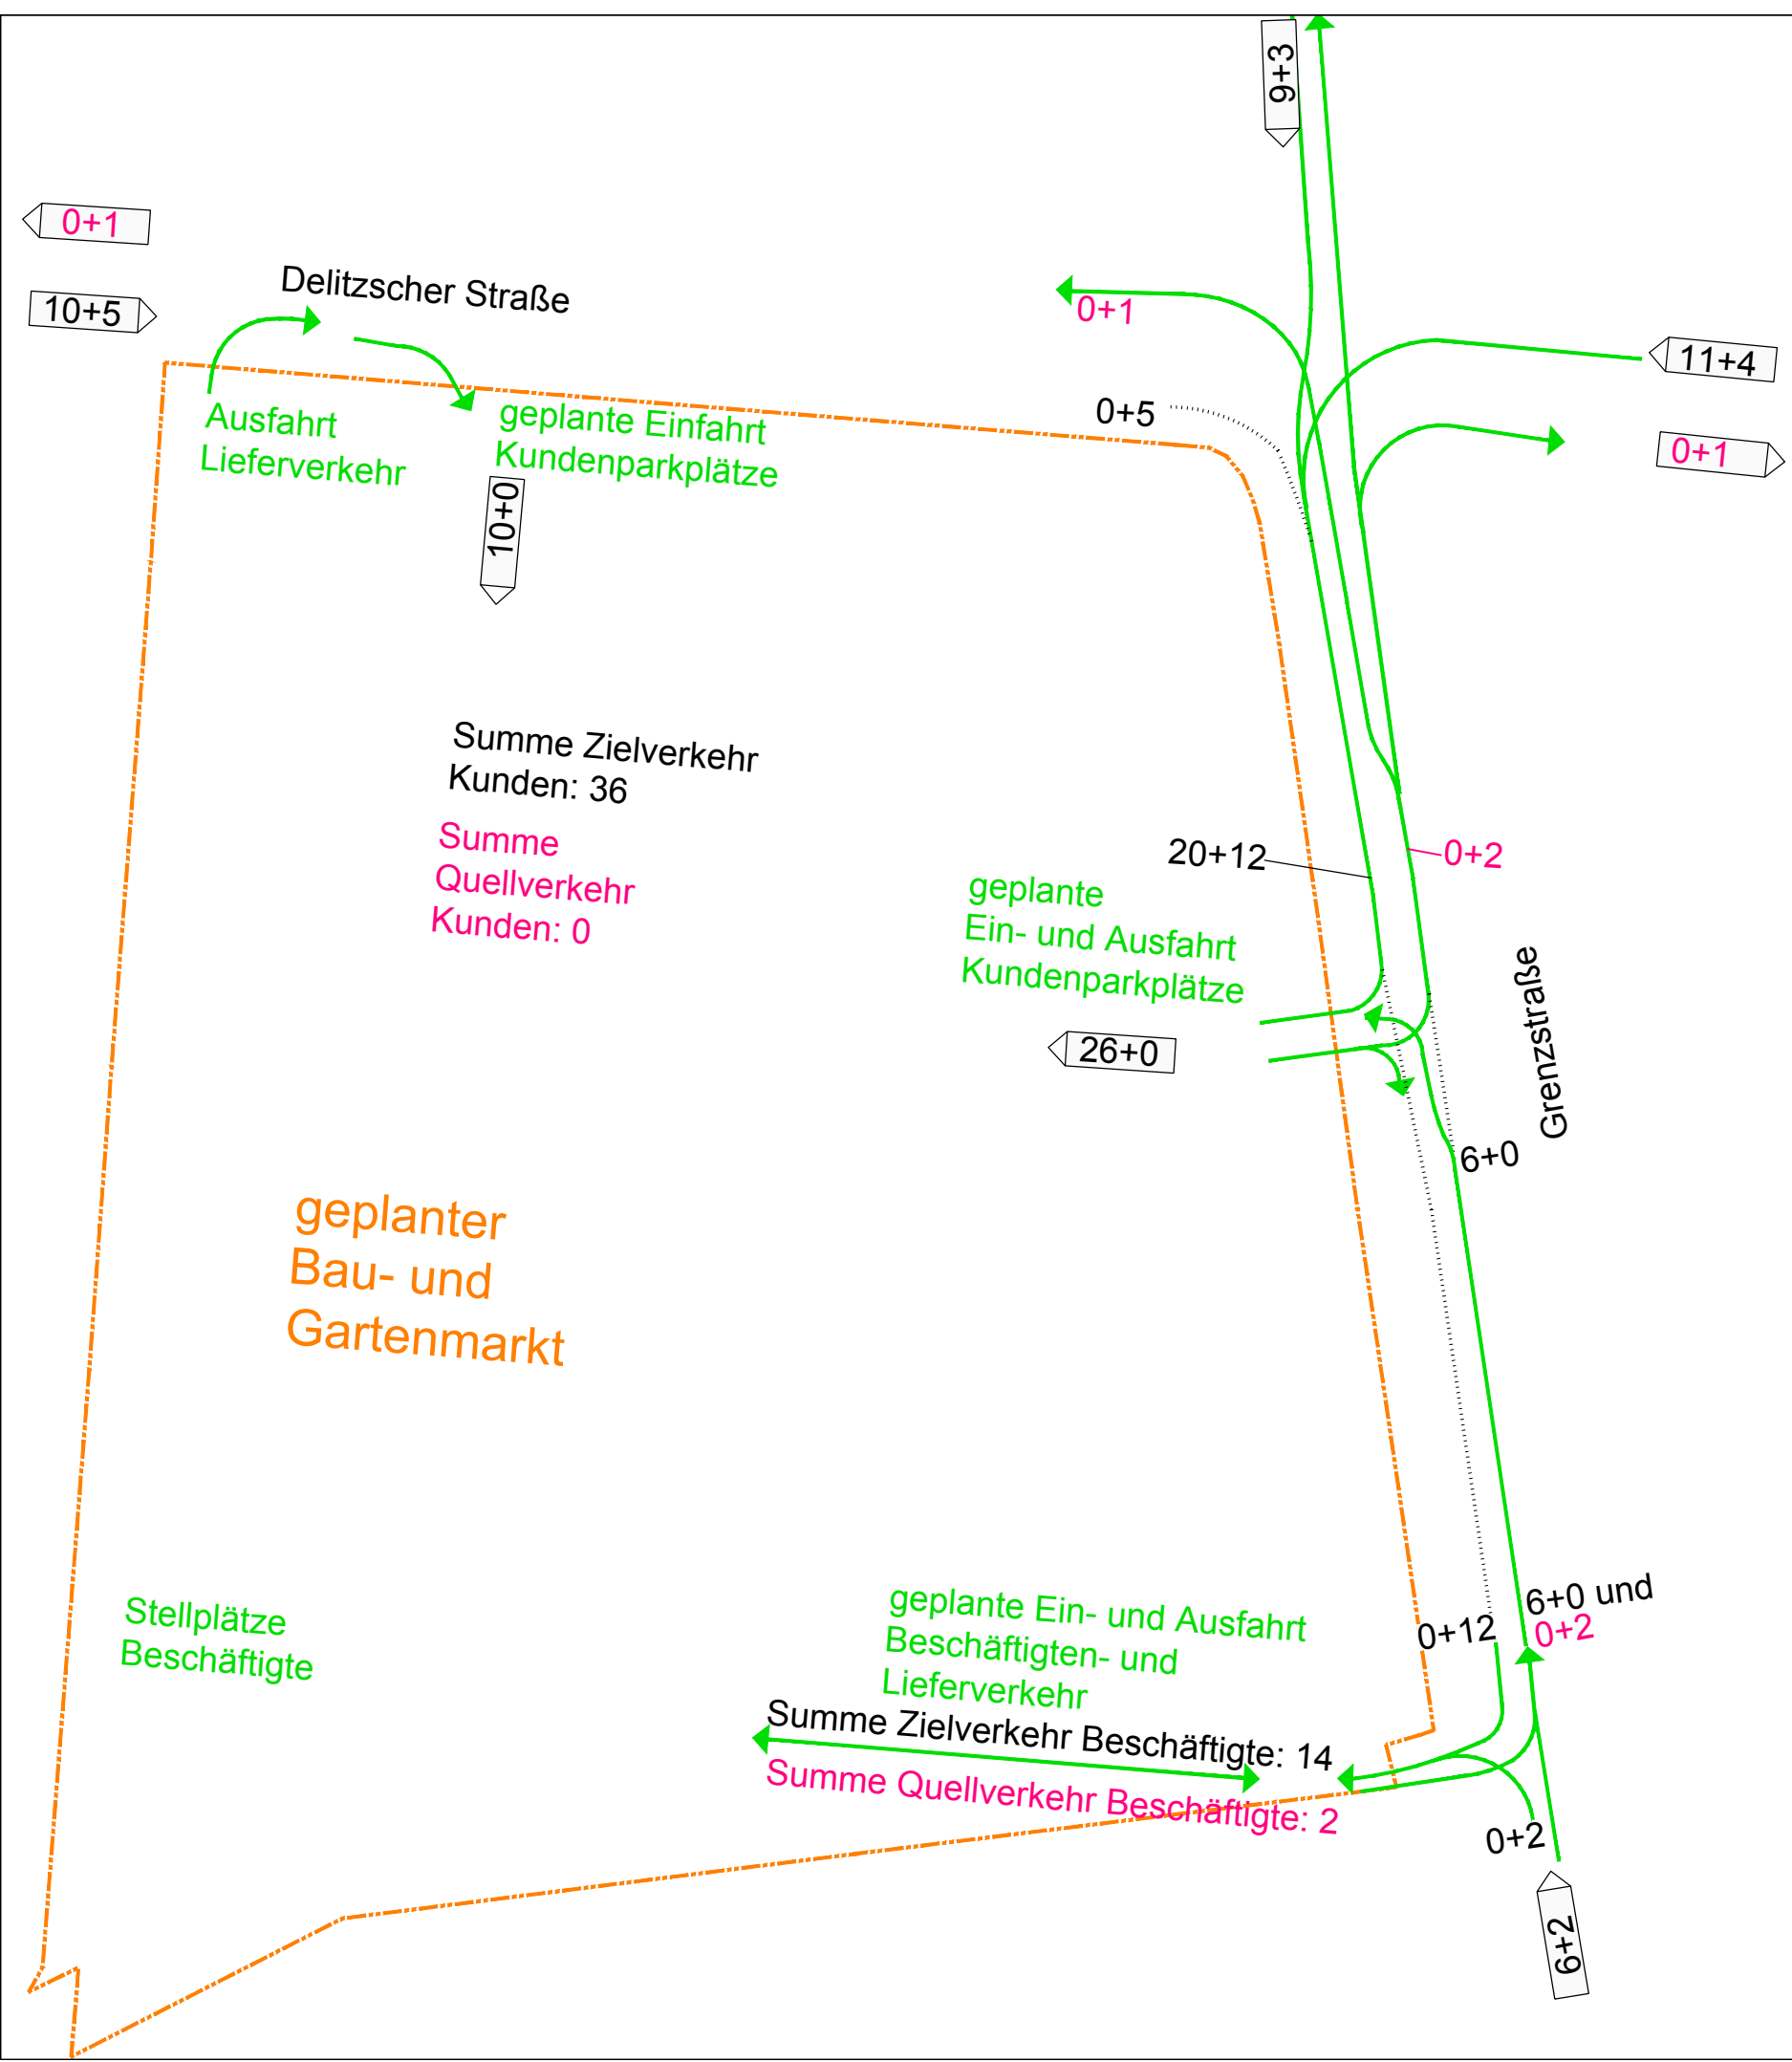 9+3
0+1
10+5
Delitzscher Straße
0+1
11+4
0+1
0+5
Ausfahrt
Lieferverkehr
geplante Einfahrt
Kundenparkplätze
10+0
Summe Zielverkehr
Kunden: 36
Summe
Quellverkehr
Kunden: 0
20+12
0+2
geplante
Ein- und Ausfahrt
Kundenparkplätze
26+0
Grenzstraße
6+0
geplanter
Bau- und
Gartenmarkt
Stellplätze
Beschäftigte
geplante Ein- und Ausfahrt
Beschäftigten- und
Lieferverkehr
6+0 und
0+2
0+12
Summe Zielverkehr Beschäftigte: 14
Summe Quellverkehr Beschäftigte: 2
0+2
6+2